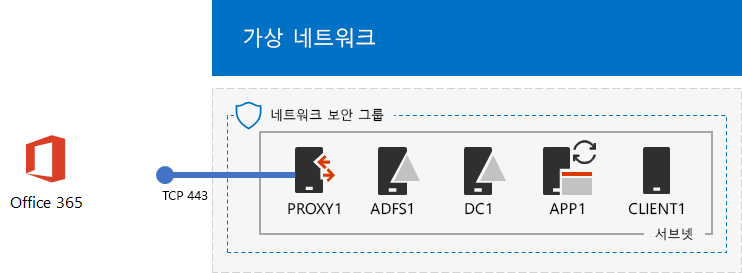 가상 네트워크
네트워크 보안 그룹
Office 365
TCP 443
PROXY1
ADFS1
DC1
APP1
CLIENT1
서브넷